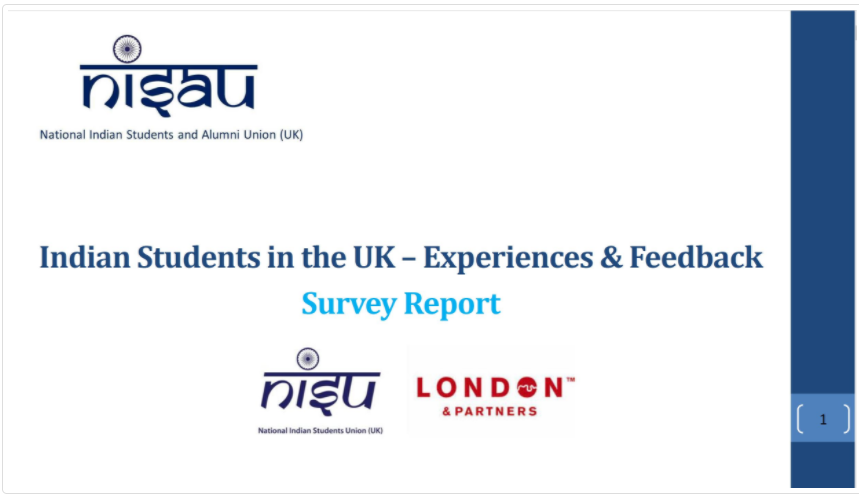 nisau
National Indian Students and Alumni Union (UK)
Indian Students in the UK – Experiences & Feedback
Survey Report
nisu
National Indian Students Union (UK)
LONDON™
& PARTNERS
1